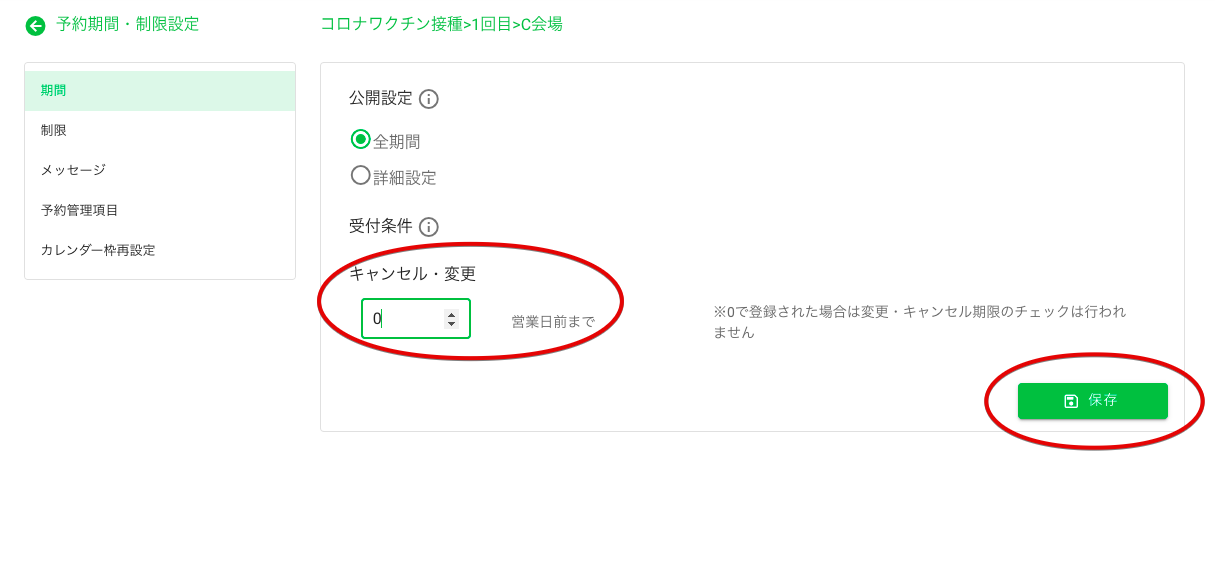 予約期間・制限設定
コロナワクチン接種>1回目>C会場
期間
制限
メッセージ
予約管理項目
カレンダー枠再設定
公開設定
全期間
詳細設定
受付条件
キャンセル・変更
0
営業日前まで
※0で登録された場合は変更・キャンセル期限のチェックは行われ
ません
保存